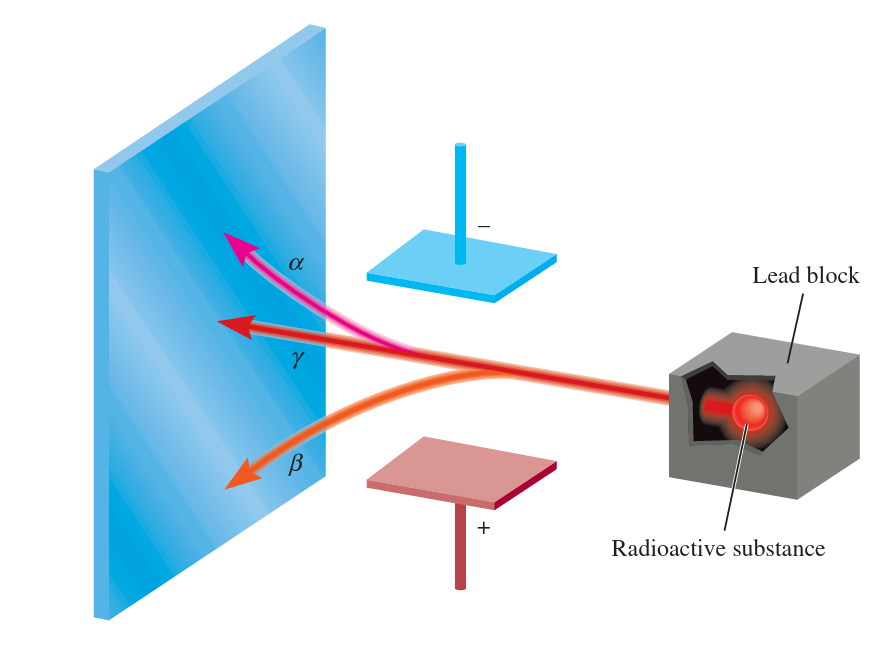 −
α
Lead block
γ
β
+
Radioactive substance